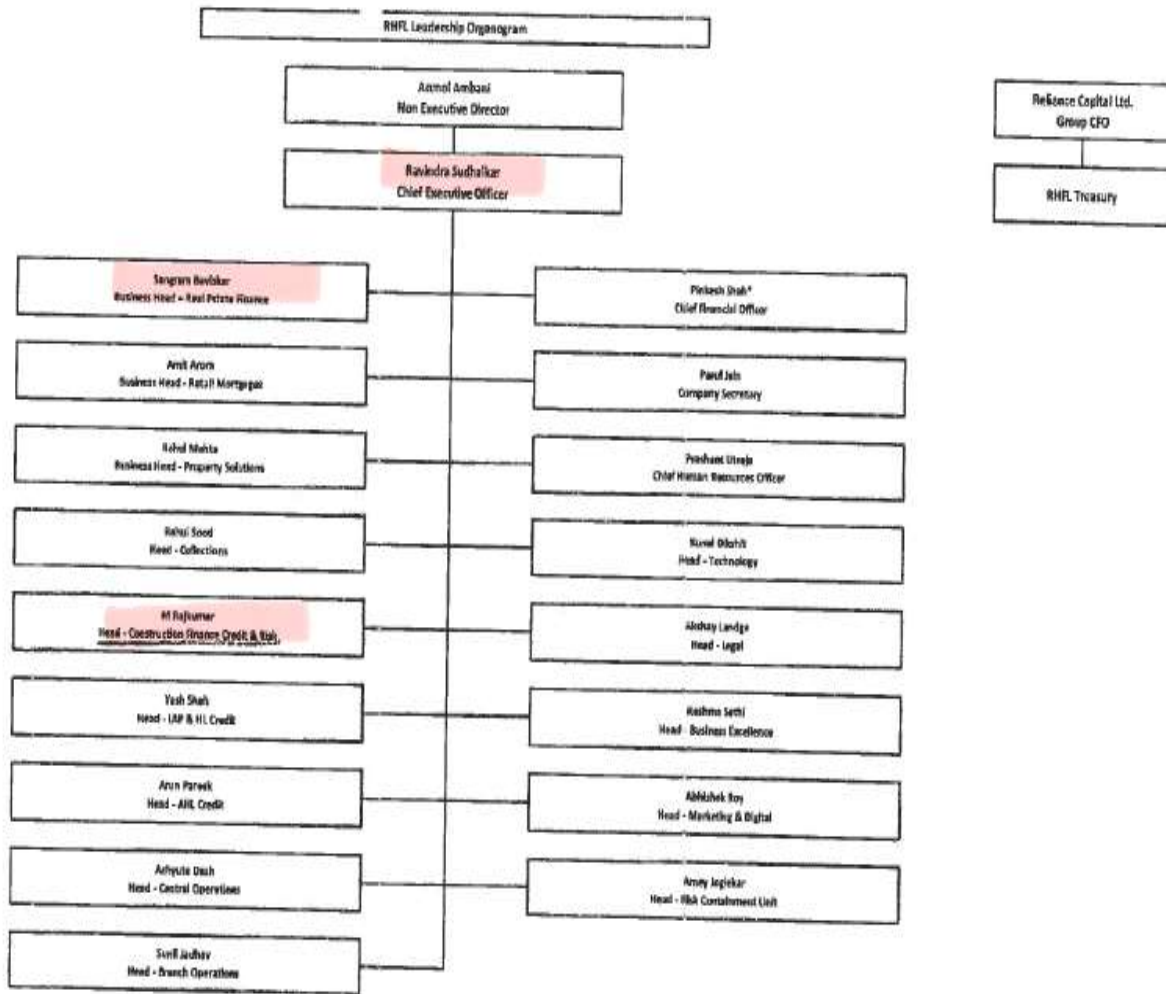 RHFL Leadership Organogram
Anmol Ambani
Non Executive Director
Reliance Capital Ltd.
Group CFO
Ravindra Sudhalkar
Chief Executive Officer
RHFL Treasury
Sangram Baviskar
Business Head – Real Estate Finance
Pinkesh Shah*
Chief Financial Officer
Amit Arora
Business Head - Retail Mortgages
Parul Jain
Company Secretary
Rahul Mehta
Business Head - Property Solutions
Prashant Utreja
Chief Human Resources Officer
Rahul Sood
Head - Collections
Kunal Dikshit
Head - Technology
M Rajkumar
Head - Construction Finance Credit & Risk
Akshay Landge
Head - Legal
Yash Shah
Head - LAP & HL Credit
Reshma Sethi
Head - Business Excellence
Arun Pareek
Head - AHL Credit
Abhishek Roy
Head - Marketing & Digital
Achyuta Dash
Head - Central Operations
Amey Joglekar
Head - Risk Containment Unit
Sunil Jadhav
Head - Branch Operations